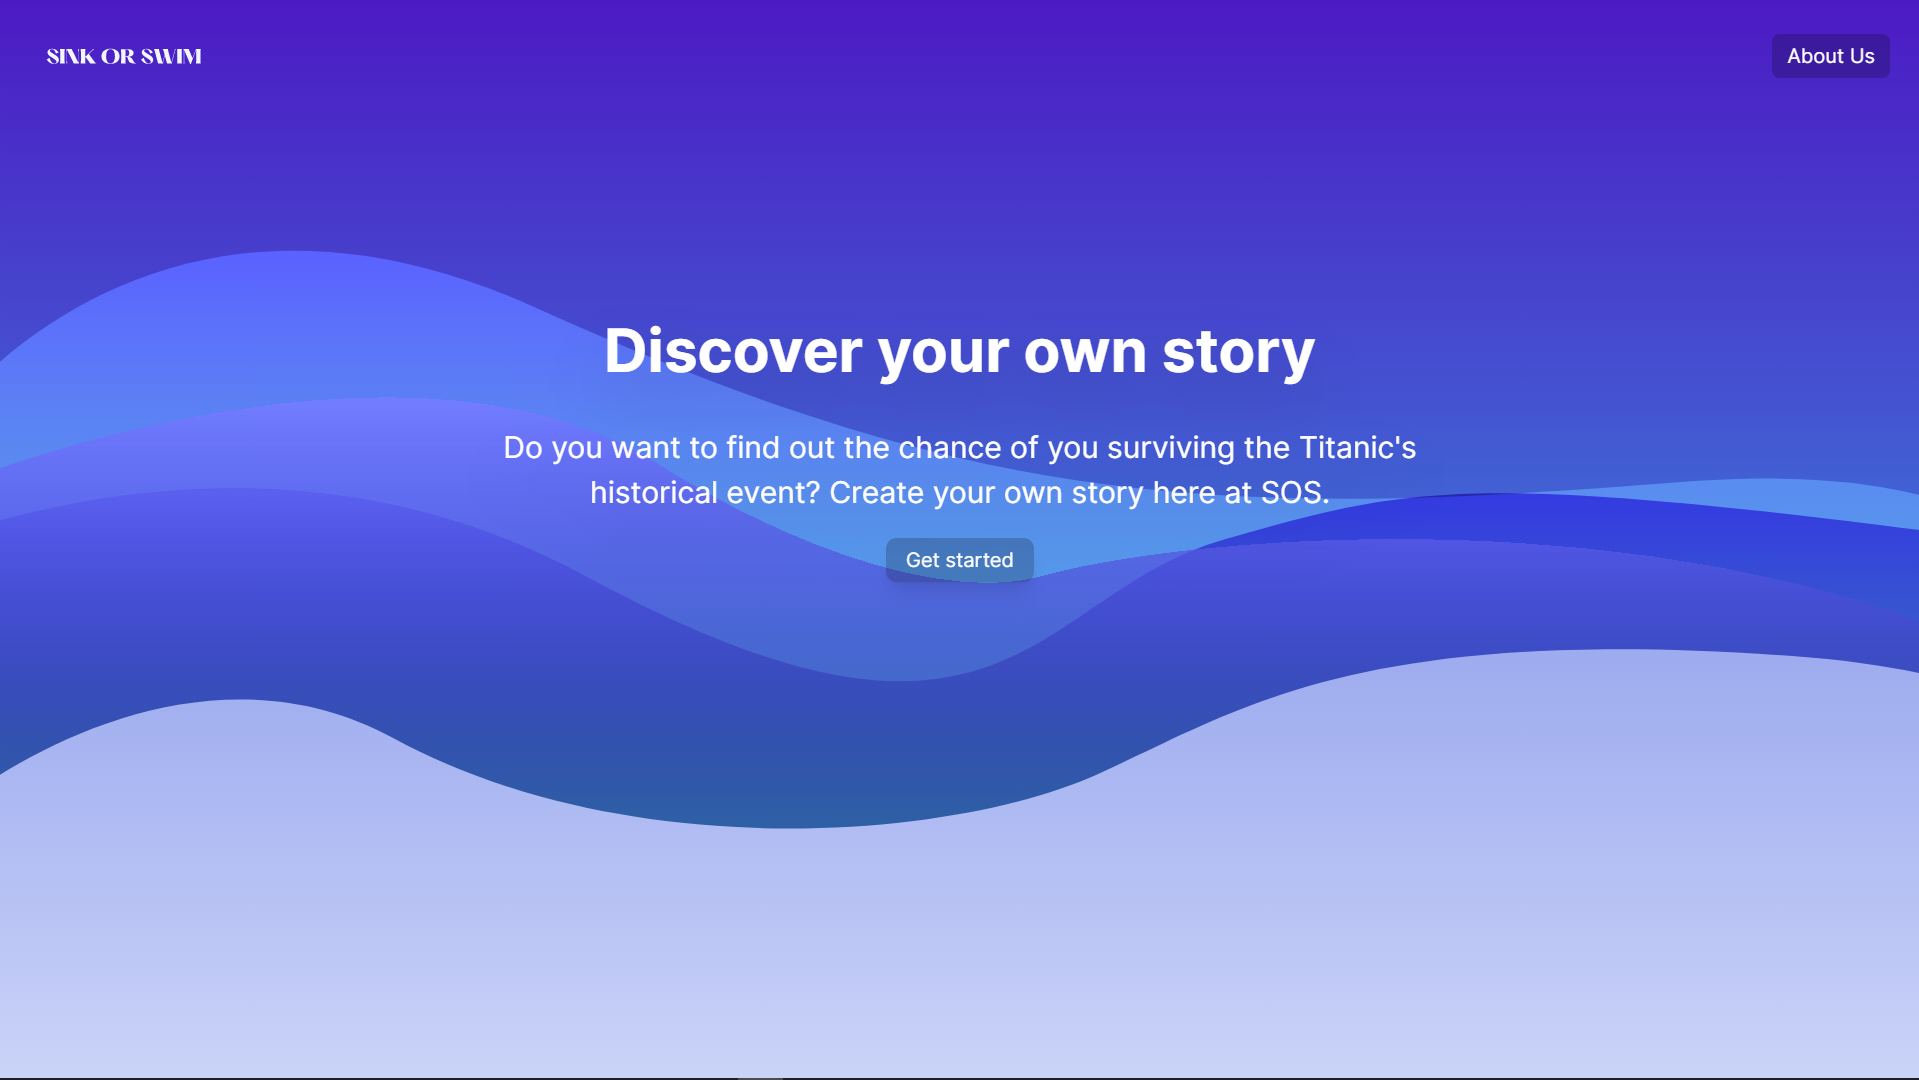 SINK OR SWIM
About Us
Discover your own story
Do you want to find out the chance of you surviving the Titanic's
historical event? Create your own story here at SOS.
Get started